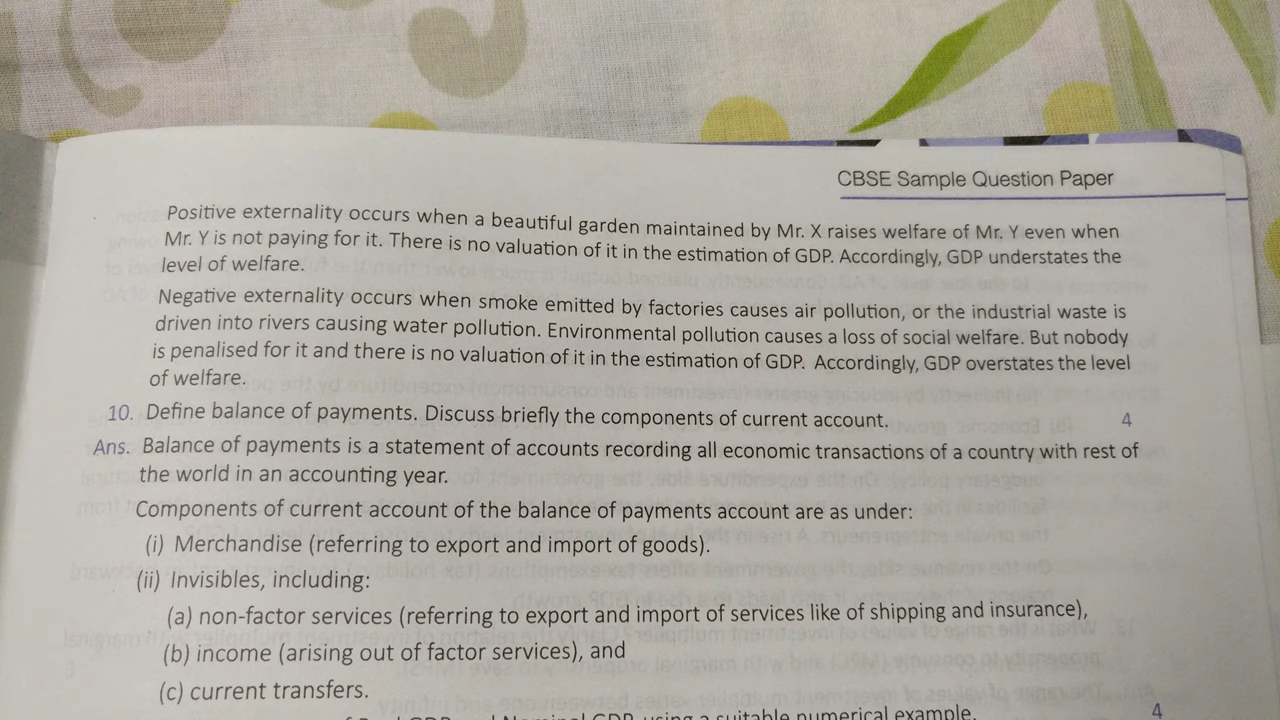 CBSE Sample Question Paper
Positive externality occurs when a beautiful garden maintained by Mr. X raises welfare of Mr. Y even when
Mr. Y is not paying for it. There is no valuation of it in the estimation of GDP. Accordingly, GDP understates the
level of welfare.
Negative externality occurs when smoke emitted by factories causes air pollution, or the industrial waste is
driven into rivers causing water pollution. Environmental pollution causes a loss of social welfare. But nobody
is penalised for it and there is no valuation of it in the estimation of GDP. Accordingly, GDP overstates the level
of welfare.
10. Define balance of payments. Discuss briefly the components of current account. 4
Ans. Balance of payments is a statement of accounts recording all economic transactions of a country with rest of
the world in an accounting year.
Components of current account of the balance of payments account are as under:
(i) Merchandise (referring to export and import of goods).
(ii) Invisibles, including:
(a) non-factor services (referring to export and import of services like of shipping and insurance),
(b) income (arising out of factor services), and
(c) current transfers.
GDP using a suitable numerical example. 4